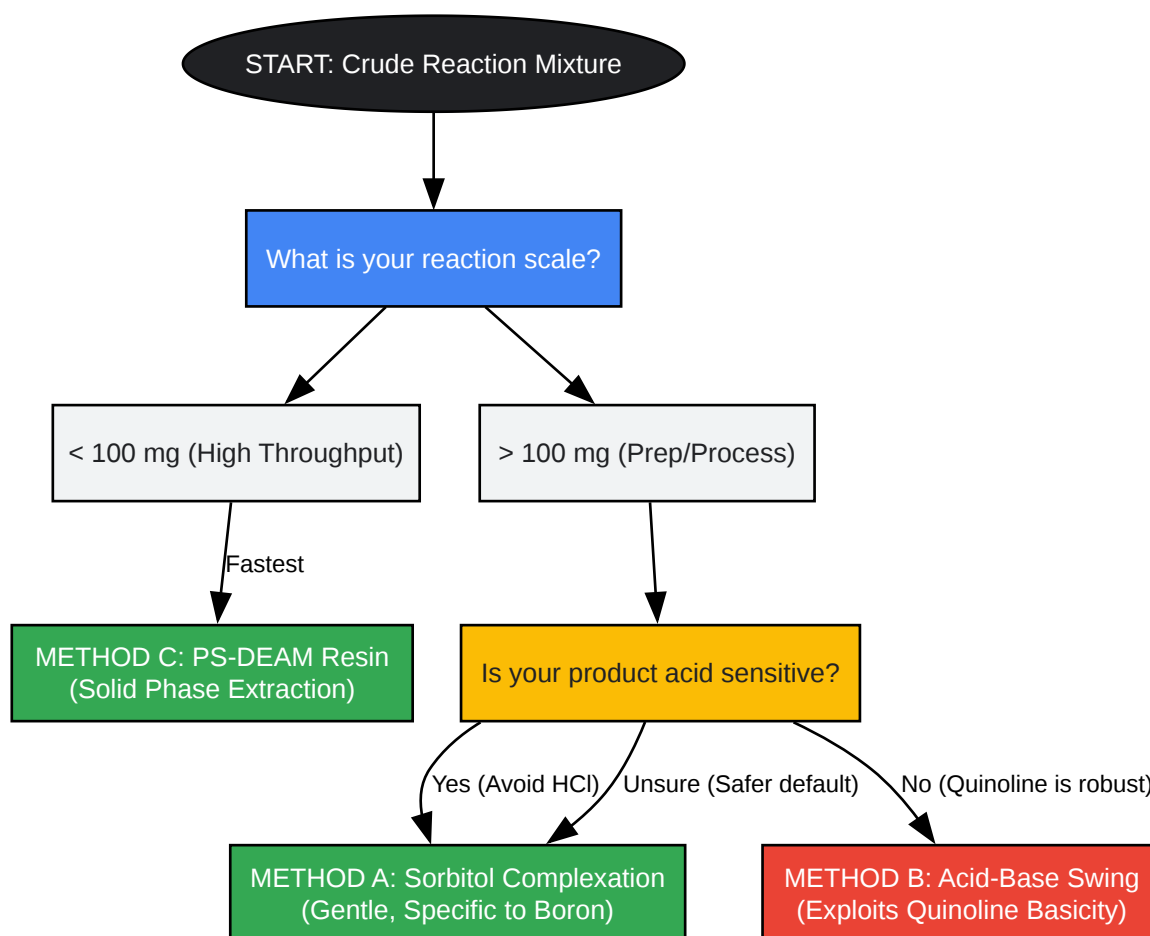 START: Crude Reaction Mixture
What is your reaction scale?
< 100 mg (High Throughput)
> 100 mg (Prep/Process)
Fastest
METHOD C: PS-DEAM Resin
(Solid Phase Extraction)
Is your product acid sensitive?
Yes (Avoid HCl)
Unsure (Safer default)
No (Quinoline is robust)
METHOD A: Sorbitol Complexation
(Gentle, Specific to Boron)
METHOD B: Acid-Base Swing
(Exploits Quinoline Basicity)